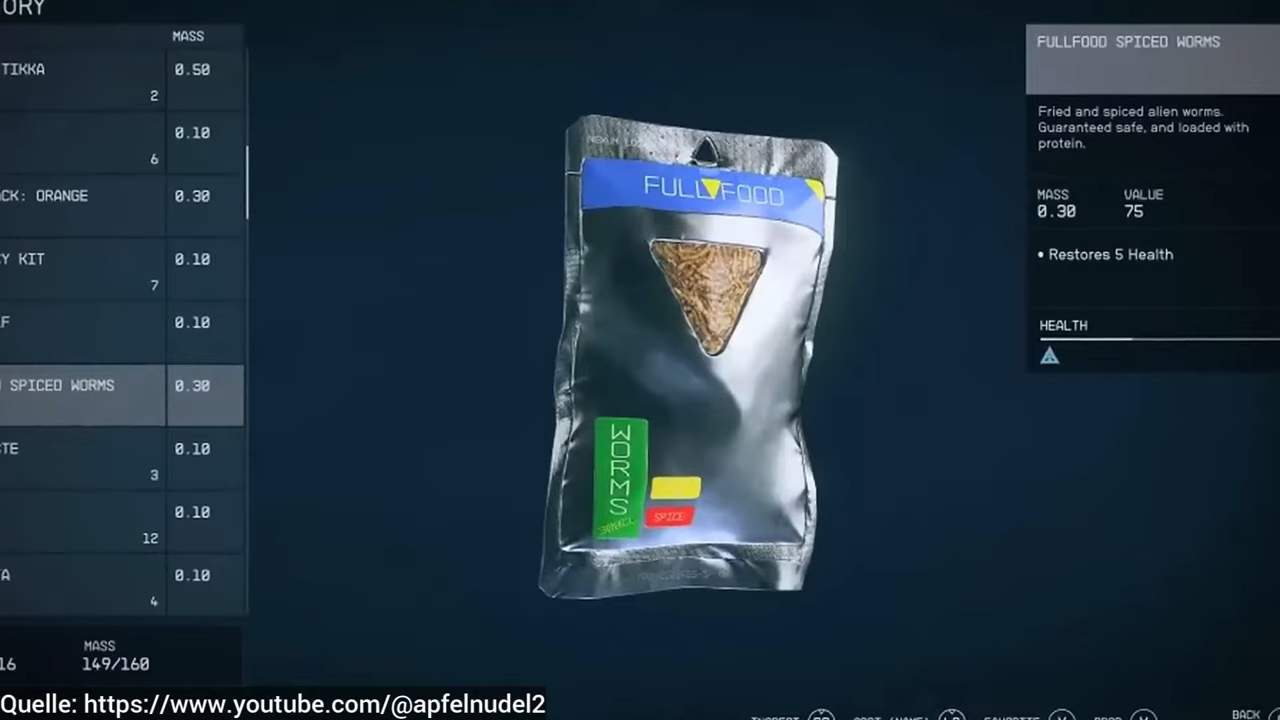 ORY
MASS
TIKKA
0.50
2
0.10
6
CK: ORANGE
0.30
Y KIT
0.10
7
F
0.10
SPICED WORMS
0.30
TE
0.10
3
0.10
12
A
0.10
4
MASS
16
149/160
FULL FOOD
WORMS
SPICE
FULLFOOD SPICED WORMS
Fried and spiced alien worms.
Guaranteed safe, and loaded with
protein.
MASS
VALUE
0.30
75
• Restores 5 Health
HEALTH
BACK
Quelle: https://www.youtube.com/@apfelnudel2